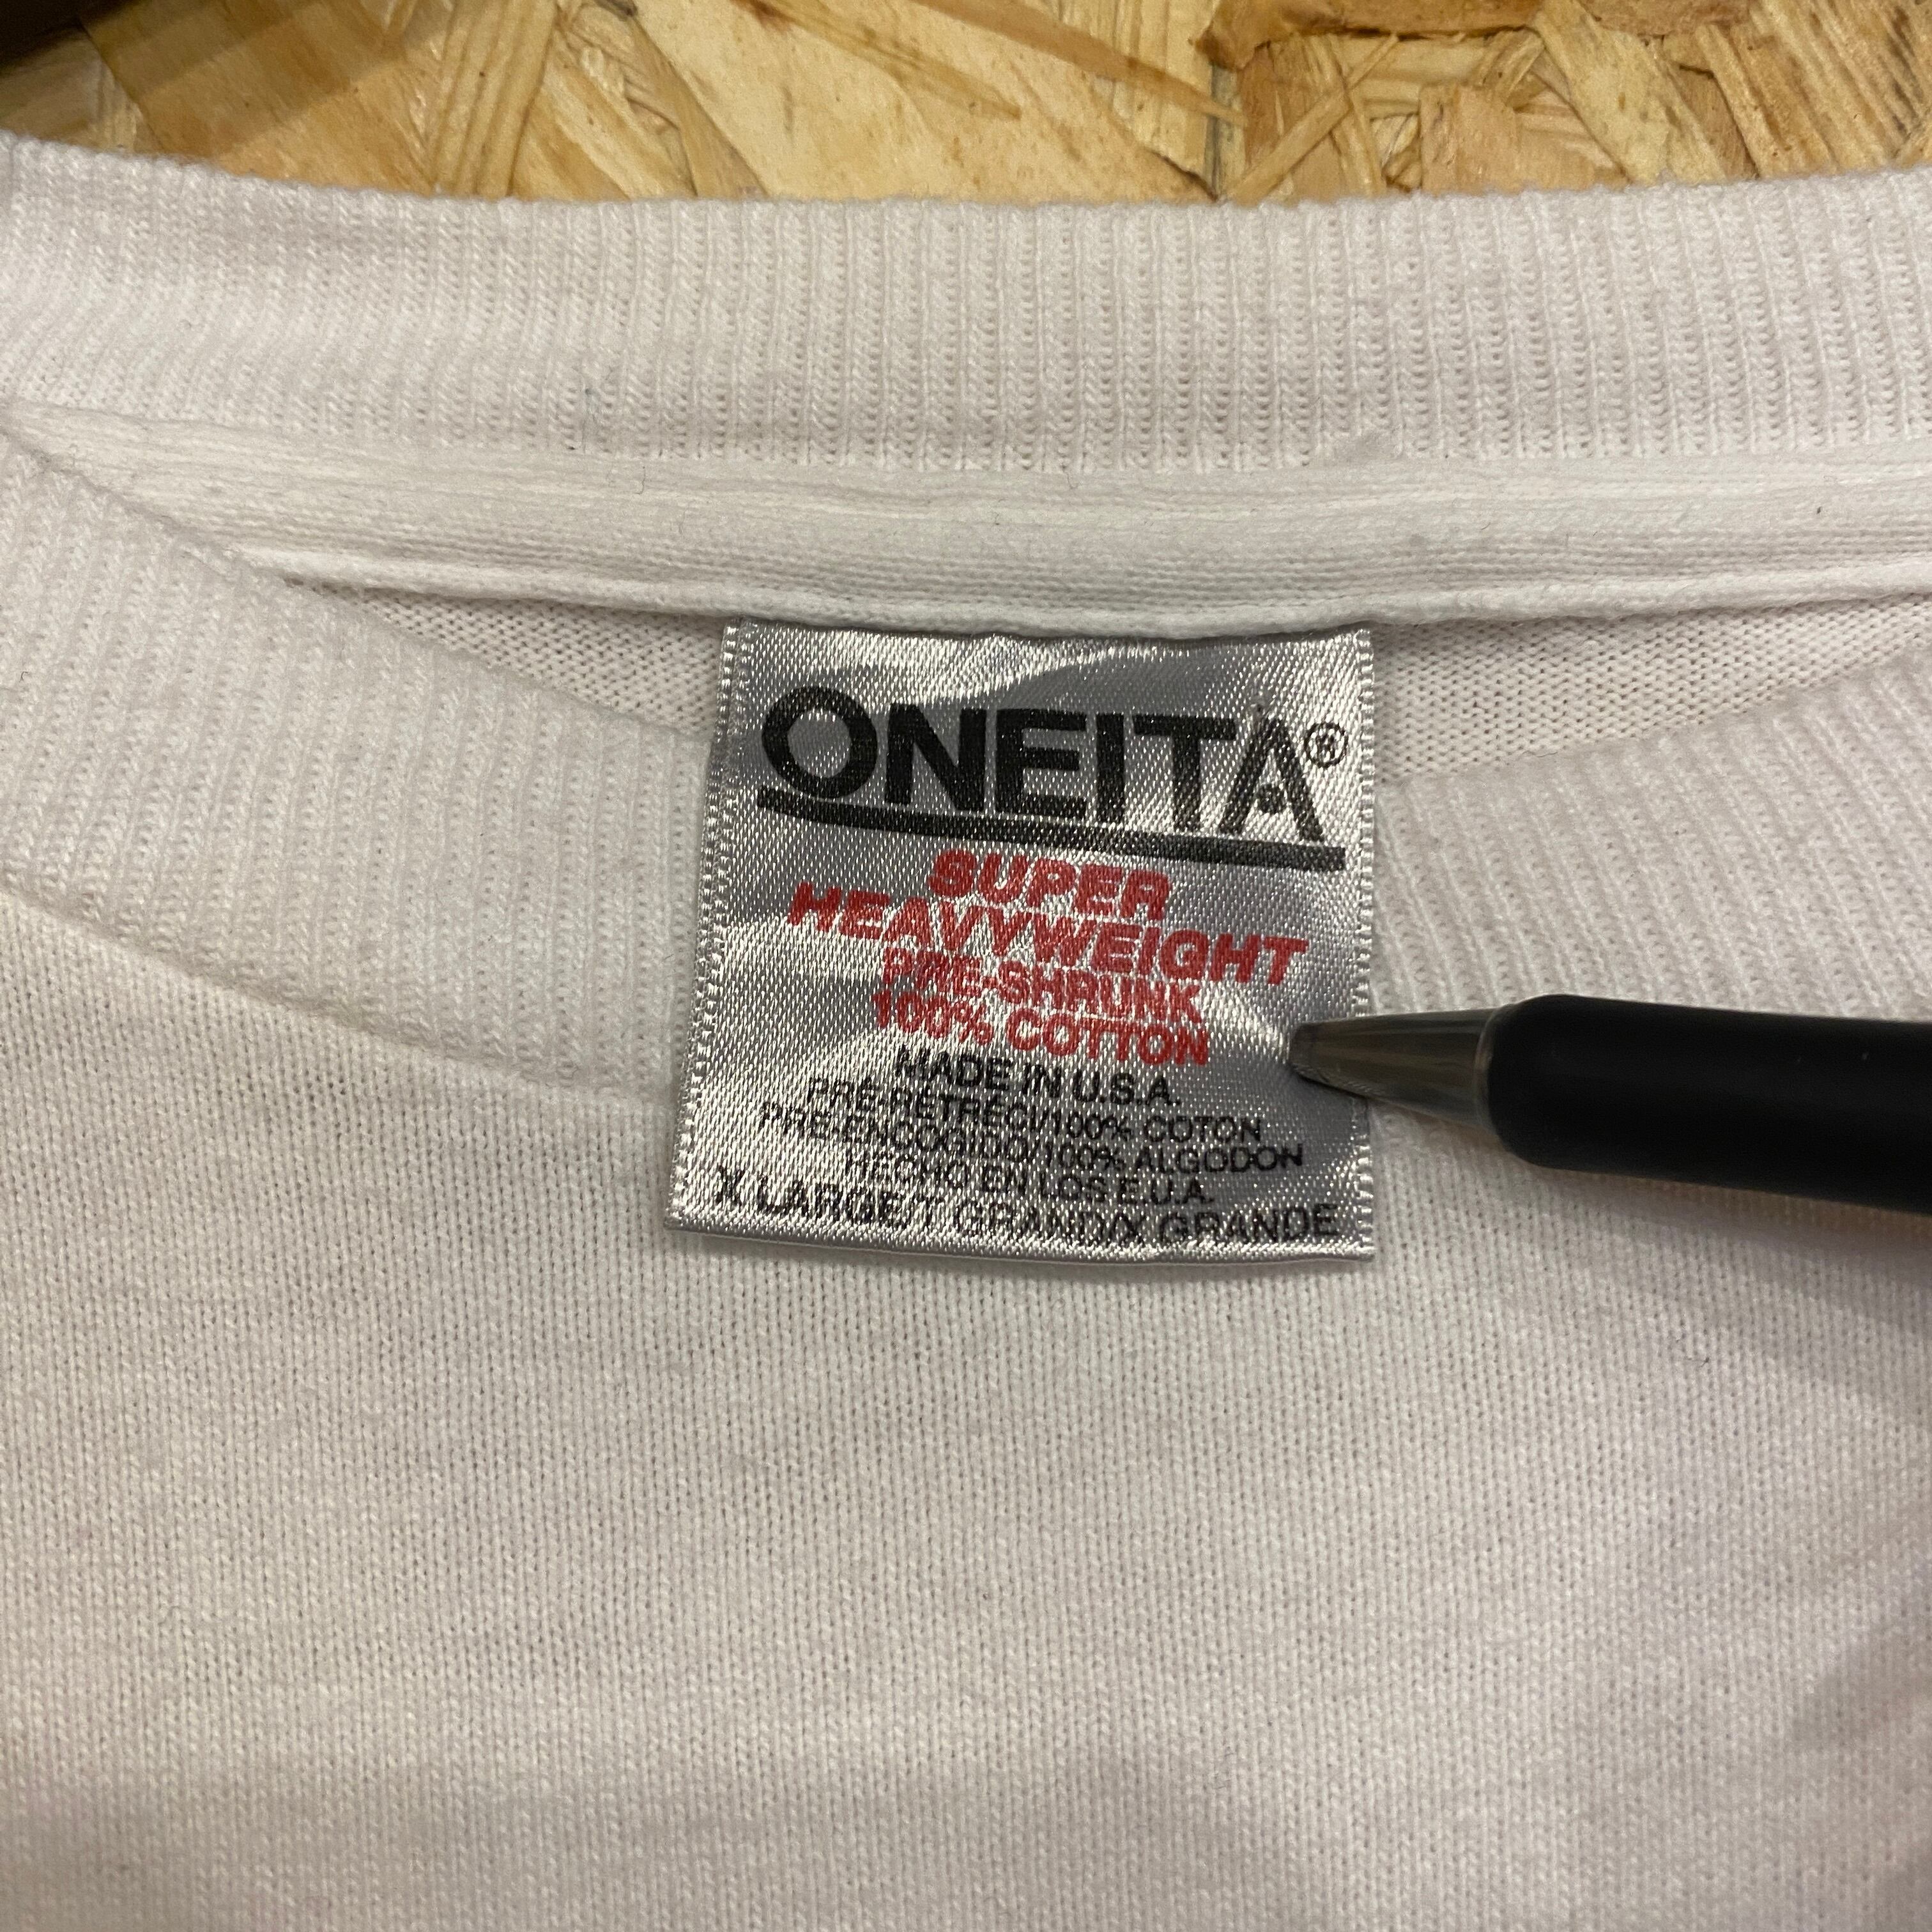 ONEITA®
SUPER
HEAVYWEIGHT
PRE-SHRUNK
100% COTTON
MADE IN U.S.A.
PRÉ-RÉTRÉCI/100% COTON
PRE-ENCOGIDO/100% ALGODON
HECHO EN LOS E.U.A.
X LARGE/T GRAND/X GRANDE